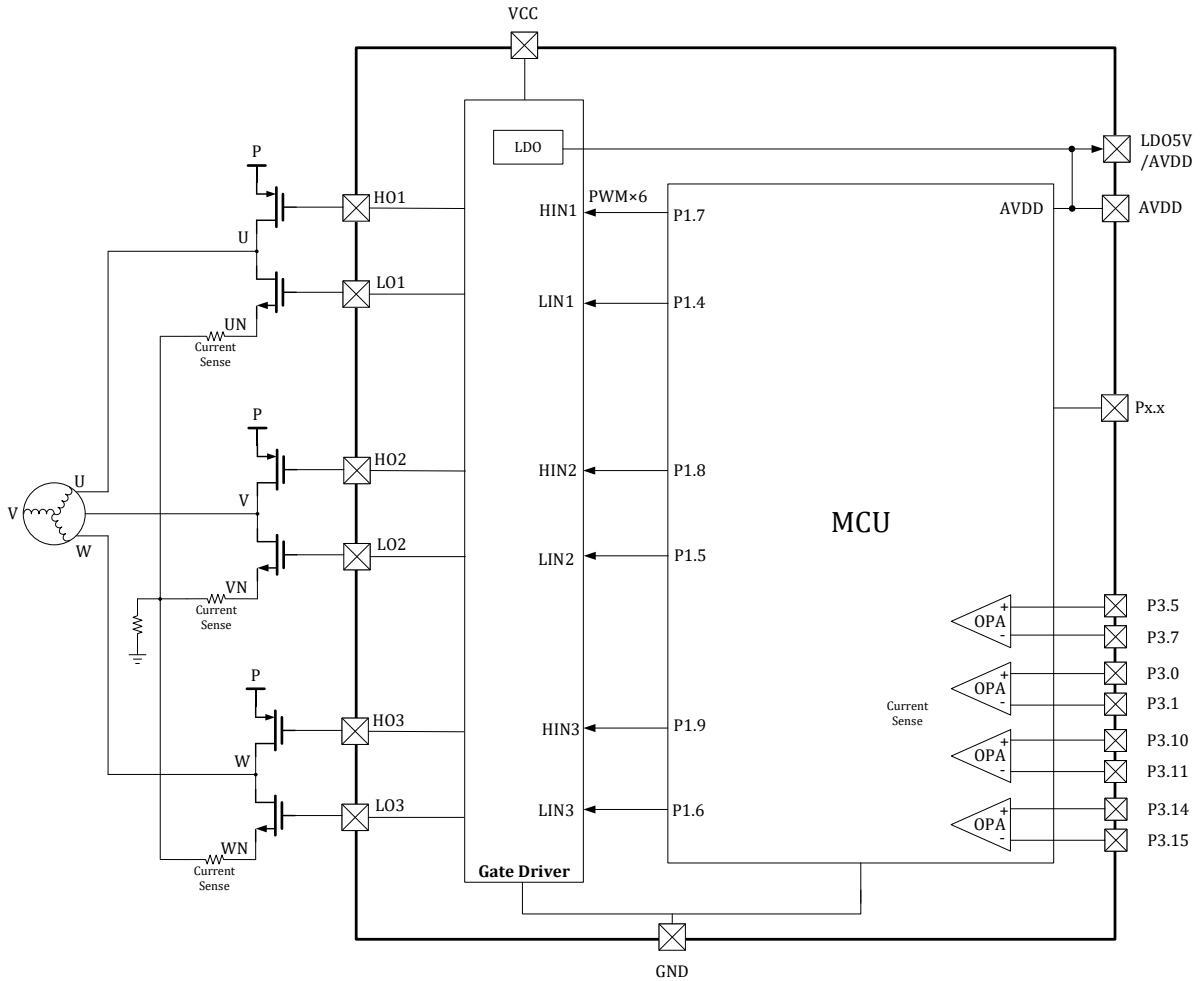 VCC
LDO
LDO5V
/AVDD
P
HO1
HIN1
PWM×6
P1.7
AVDD
AVDD
U
LO1
LIN1
P1.4
UN
Current
Sense
P
Px.x
HO2
HIN2
P1.8
U
V
V
W
MCU
LO2
LIN2
P1.5
VN
Current
Sense
+
OPA
-
P3.5
P3.7
P
+
OPA
-
P3.0
P3.1
Current
Sense
HO3
HIN3
P1.9
W
+
OPA
-
P3.10
P3.11
LO3
LIN3
P1.6
+
OPA
-
P3.14
P3.15
WN
Current
Sense
Gate Driver
GND